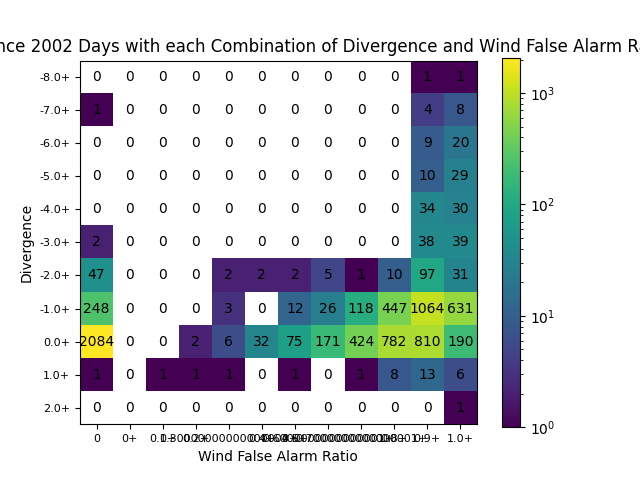 nce 2002 Days with each Combination of Divergence and Wind False Alarm R
-8.0+ 0 0 0 0 0 0 0 0 0 0 1 1
-7.0+ 1 0 0 0 0 0 0 0 0 0 4 8
10³
-6.0+ 0 0 0 0 0 0 0 0 0 0 9 20
-5.0+ 0 0 0 0 0 0 0 0 0 0 10 29
-4.0+ 0 0 0 0 0 0 0 0 0 0 34 30
10²
-3.0+ 2 0 0 0 0 0 0 0 0 0 38 39
Divergence
-2.0+ 47 0 0 0 2 2 2 5 1 10 97 31
-1.0+ 248 0 0 0 3 0 12 26 118 447 1064 631
10¹
0.0+ 2084 0 0 2 6 32 75 171 424 782 810 190
1.0+ 1 0 1 1 1 0 1 0 1 8 13 6
2.0+ 0 0 0 0 0 0 0 0 0 0 0 1
10⁰
0 0+ 1.0+
Wind False Alarm Ratio